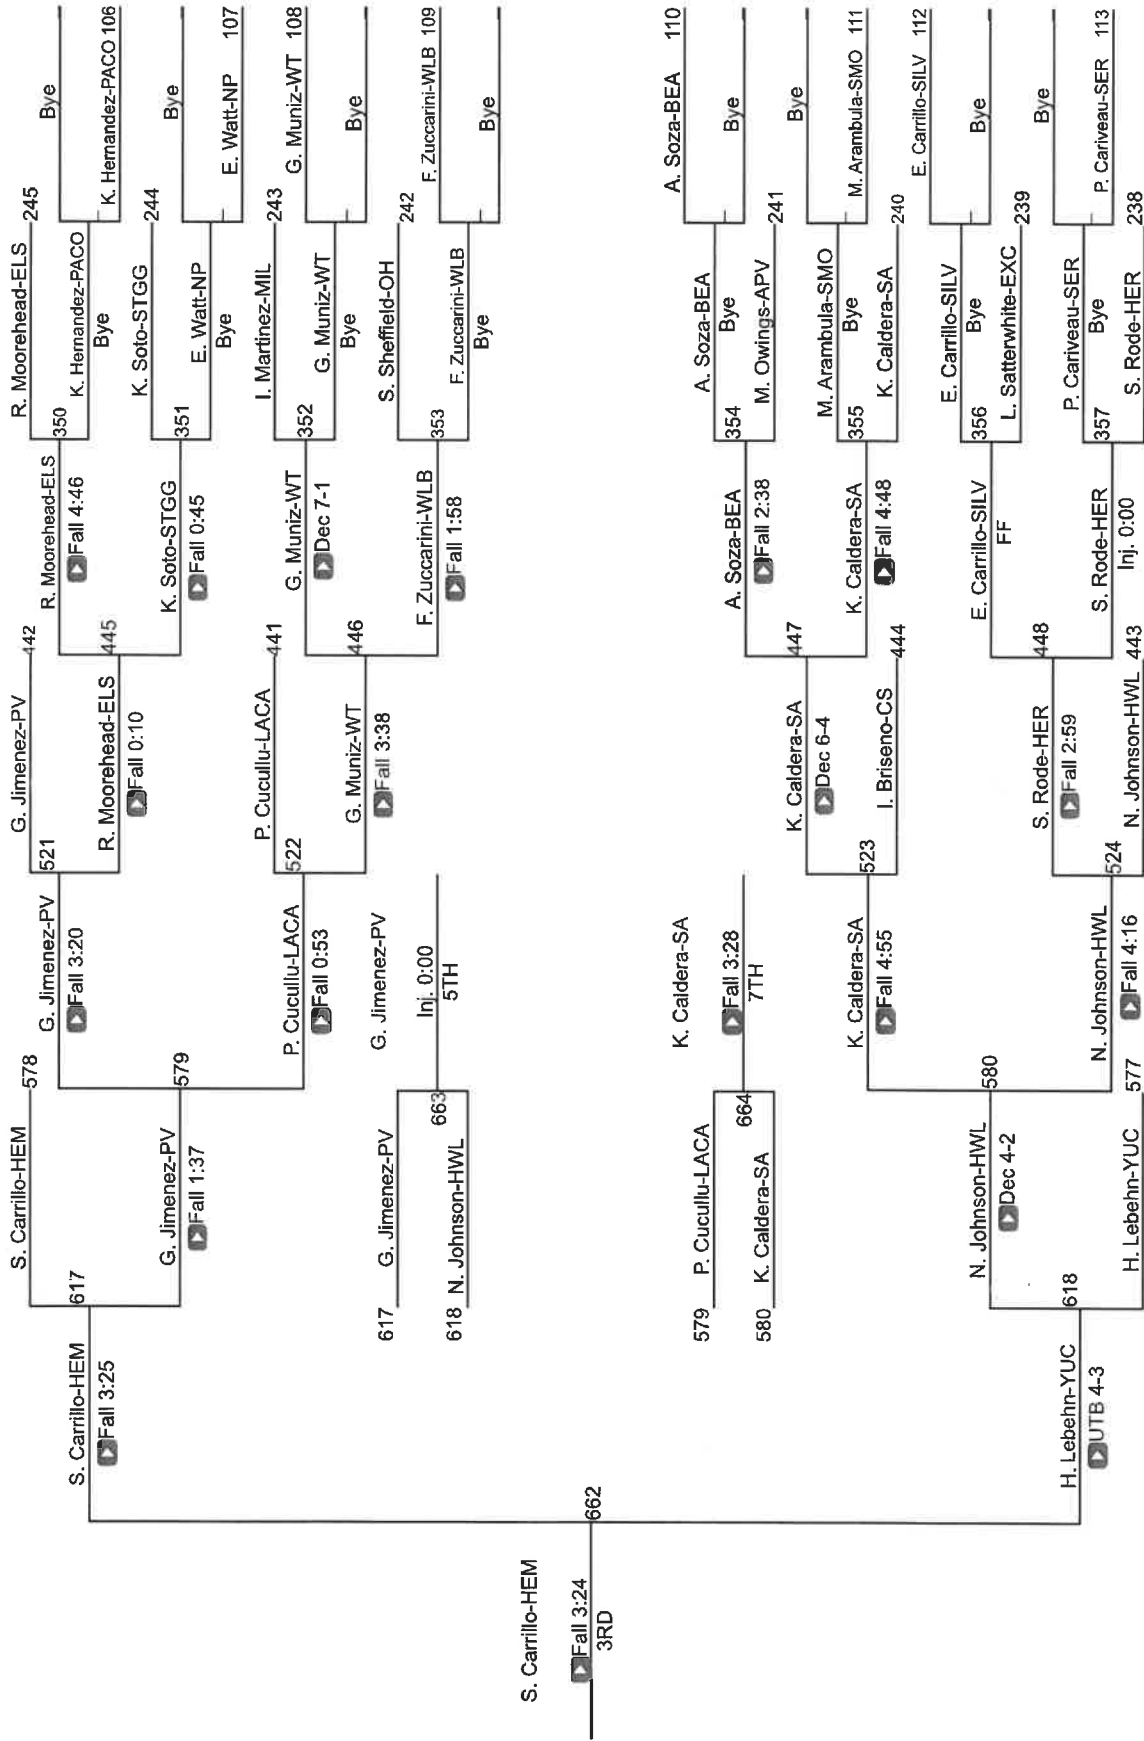 Bye
K. Hernandez-PACO 106
Bye
E. Watt-NP 107
G. Muniz-WT 108
Bye
F. Zuccarini-WLB 109
Bye
A. Soza-BEA 110
Bye
Bye
M. Arambula-SMO 111
E. Carrillo-SILV 112
Bye
Bye
P. Cariveau-SER 113
R. Moorehead-ELS 245
350
K. Hernandez-PACO
Bye
K. Soto-STGG 244
351
E. Watt-NP
Bye
I. Martinez-MIL 243
352
G. Muniz-WT
Bye
S. Sheffield-OH 242
353
F. Zuccarini-WLB
Bye
A. Soza-BEA
Bye
354
M. Owings-APV 241
M. Arambula-SMO
Bye
355
K. Caldera-SA 240
E. Carrillo-SILV
Bye
356
L. Satterwhite-EXC 239
P. Cariveau-SER
Bye
357
S. Rode-HER 238
R. Moorehead-ELS
Fall 4:46
445
K. Soto-STGG
Fall 0:45
G. Muniz-WT
Dec 7-1
446
F. Zuccarini-WLB
Fall 1:58
A. Soza-BEA
Fall 2:38
447
K. Caldera-SA
Fall 4:48
E. Carrillo-SILV
FF
448
S. Rode-HER
Inj. 0:00
G. Jimenez-PV 442
521
R. Moorehead-ELS
Fall 0:10
P. Cucullu-LACA 441
522
G. Muniz-WT
Fall 3:38
K. Caldera-SA
Dec 6-4
523
I. Briseno-CS 444
S. Rode-HER
Fall 2:59
524
N. Johnson-HWL 443
G. Jimenez-PV
Fall 3:20
579
P. Cucullu-LACA
Fall 0:53
G. Jimenez-PV
Inj. 0:00
5TH
K. Caldera-SA
Fall 3:28
7TH
K. Caldera-SA
Fall 4:55
580
N. Johnson-HWL
Fall 4:16
S. Carrillo-HEM 578
617
G. Jimenez-PV
Fall 1:37
617 G. Jimenez-PV
663
618 N. Johnson-HWL
579 P. Cucullu-LACA
664
580 K. Caldera-SA
N. Johnson-HWL
Dec 4-2
618
H. Lebehn-YUC 577
S. Carrillo-HEM
Fall 3:25
662
H. Lebehn-YUC
UTB 4-3
S. Carrillo-HEM
Fall 3:24
3RD